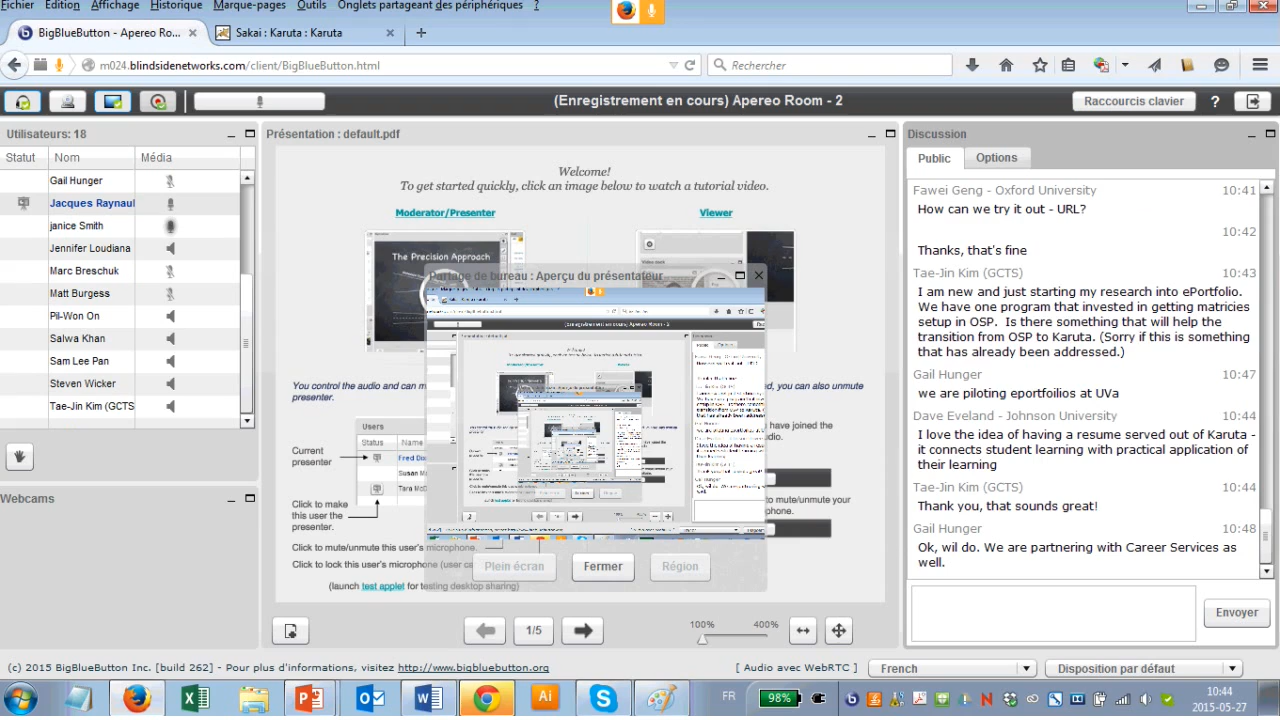 Fichier Edition Affichage Historique Marque-pages Outils Onglets partageant des périphériques ?
BigBlueButton - Apereo Ro...
Sakai : Karuta : Karuta
m024.blindsidenetworks.com/client/BigBlueButton.html
Rechercher
(Enregistrement en cours) Apereo Room - 2
Raccourcis clavier
?
Utilisateurs: 18
Statut Nom Média
Gail Hunger
Jacques Raynaul
janice Smith
Jennifer Loudiana
Marc Breschuk
Matt Burgess
Pil-Won On
Salwa Khan
Sam Lee Pan
Steven Wicker
Tae-Jin Kim (GCTS
Webcams
Présentation : default.pdf
Welcome!
To get started quickly, click an image below to watch a tutorial video.
Moderator/Presenter
Viewer
The Precision Approach
Partage de bureau : Aperçu du présentateur
(Enregistrement en cours) Apereo Room - 2
You control the audio and can m
d, you can also unmute
presenter.
Users
Status Name
Current
presenter
Fred Do
Susan M
Tara McG
Click to make
this user the
presenter.
have joined the
dio.
to mute/unmute your
phone.
Click to mute/unmute this user's microphone.
Click to lock this user's microphone (user ca
(launch test applet for testing desktop sharing)
Plein écran
Fermer
Région
1/5
100%
400%
Discussion
Public
Options
Fawei Geng - Oxford University 10:41
How can we try it out - URL?
10:42
Thanks, that's fine
Tae-Jin Kim (GCTS) 10:43
I am new and just starting my research into ePortfolio.
We have one program that invested in getting matricies
setup in OSP. Is there something that will help the
transition from OSP to Karuta. (Sorry if this is something
that has already been addressed.)
Gail Hunger 10:47
we are piloting eportfoilios at UVa
Dave Eveland - Johnson University 10:44
I love the idea of having a resume served out of Karuta -
it connects student learning with practical application of
their learning
Tae-Jin Kim (GCTS) 10:44
Thank you, that sounds great!
Gail Hunger 10:48
Ok, wil do. We are partnering with Career Services as
well.
Envoyer
(c) 2015 BigBlueButton Inc. [build 262] - Pour plus d'informations, visitez http://www.bigbluebutton.org
[ Audio avec WebRTC ]
French
Disposition par défaut
FR
98%
10:44
2015-05-27